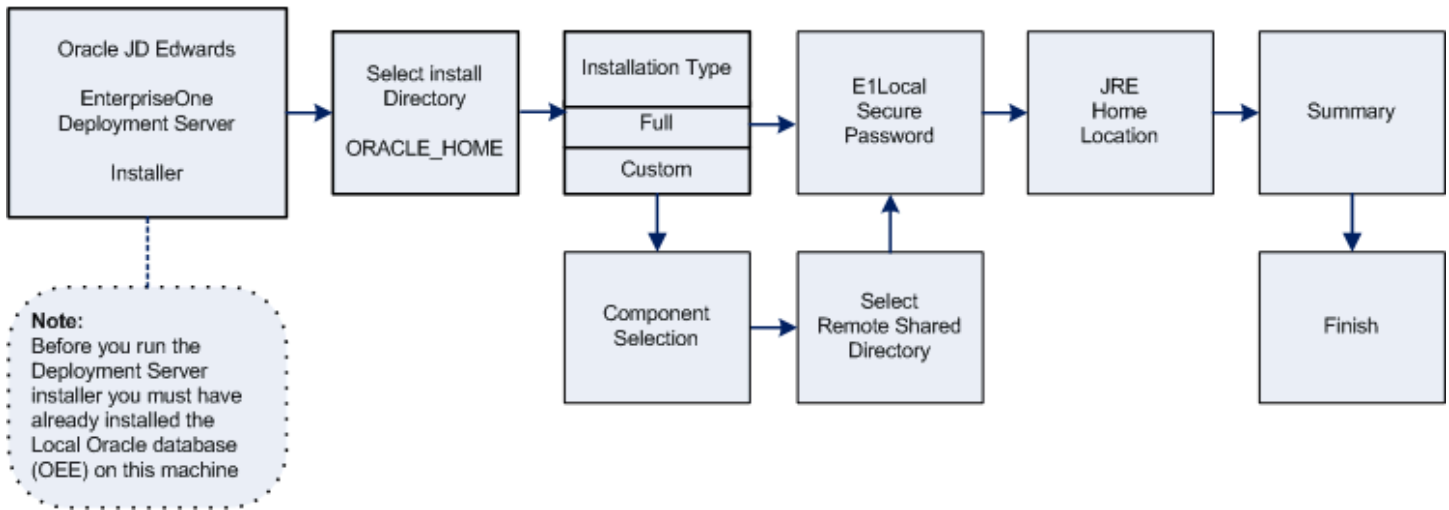 Oracle JD Edwards
EnterpriseOne
Deployment Server
Installer
Select install
Directory
ORACLE_HOME
Installation Type
Full
Custom
E1Local
Secure
Password
JRE
Home
Location
Summary
Component
Selection
Select
Remote Shared
Directory
Finish
Note:
Before you run the
Deployment Server
installer you must have
already installed the
Local Oracle database
(OEE) on this machine